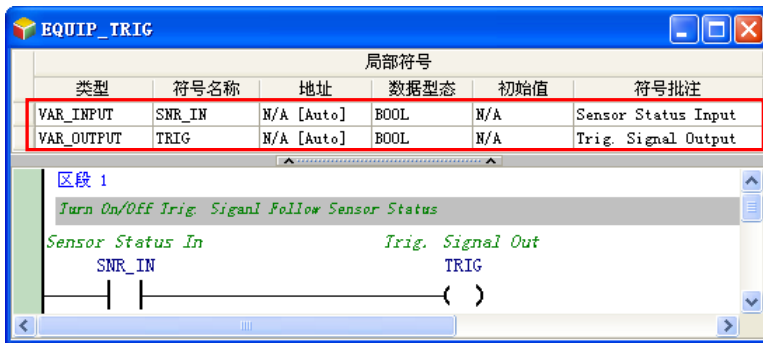 EQUIP_TRIG
局部符号
类型 符号名称 地址 数据型态 初始值 符号批注
VAR_INPUT SNR_IN N/A [Auto] BOOL N/A Sensor Status Input
VAR_OUTPUT TRIG N/A [Auto] BOOL N/A Trig. Signal Output
区段 1
Turn On/Off Trig. Siganl Follow Sensor Status
Sensor Status In Trig. Signal Out
SNR_IN TRIG